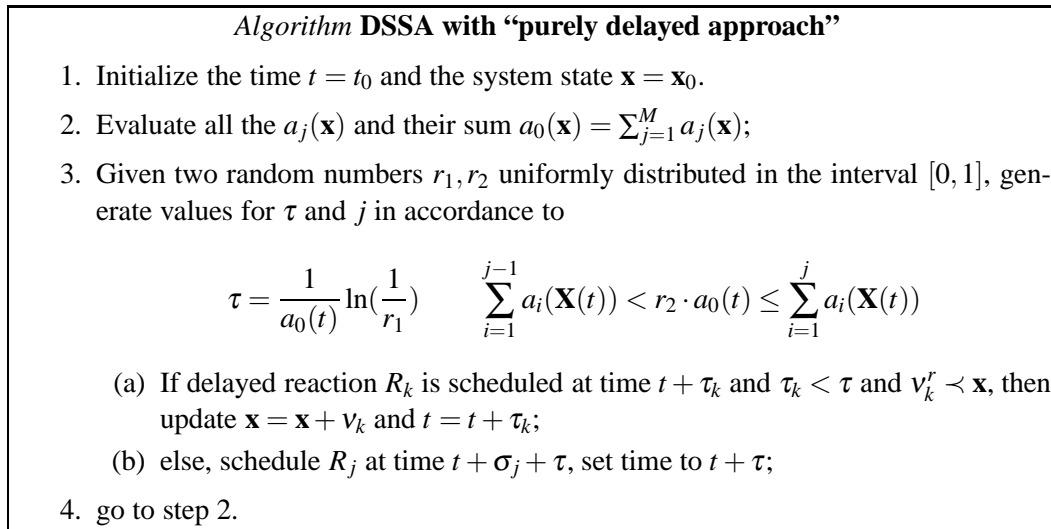 Algorithm DSSA with “purely delayed approach”
1. Initialize the time t = t₀ and the system state x = x₀.
2. Evaluate all the aⱼ(x) and their sum a₀(x) = ∑ᴹⱼ₌₁ aⱼ(x);
3. Given two random numbers r₁, r₂ uniformly distributed in the interval [0, 1], gen-
erate values for τ and j in accordance to
τ = 1/a₀(t) ln(1/r₁)  ∑_{i=1}^{j−1} aᵢ(X(t)) < r₂ · a₀(t) ≤ ∑_{i=1}^{j} aᵢ(X(t))
(a) If delayed reaction Rₖ is scheduled at time t + τₖ and τₖ < τ and νₖʳ ≺ x, then
update x = x + νₖ and t = t + τₖ;
(b) else, schedule Rⱼ at time t + σⱼ + τ, set time to t + τ;
4. go to step 2.